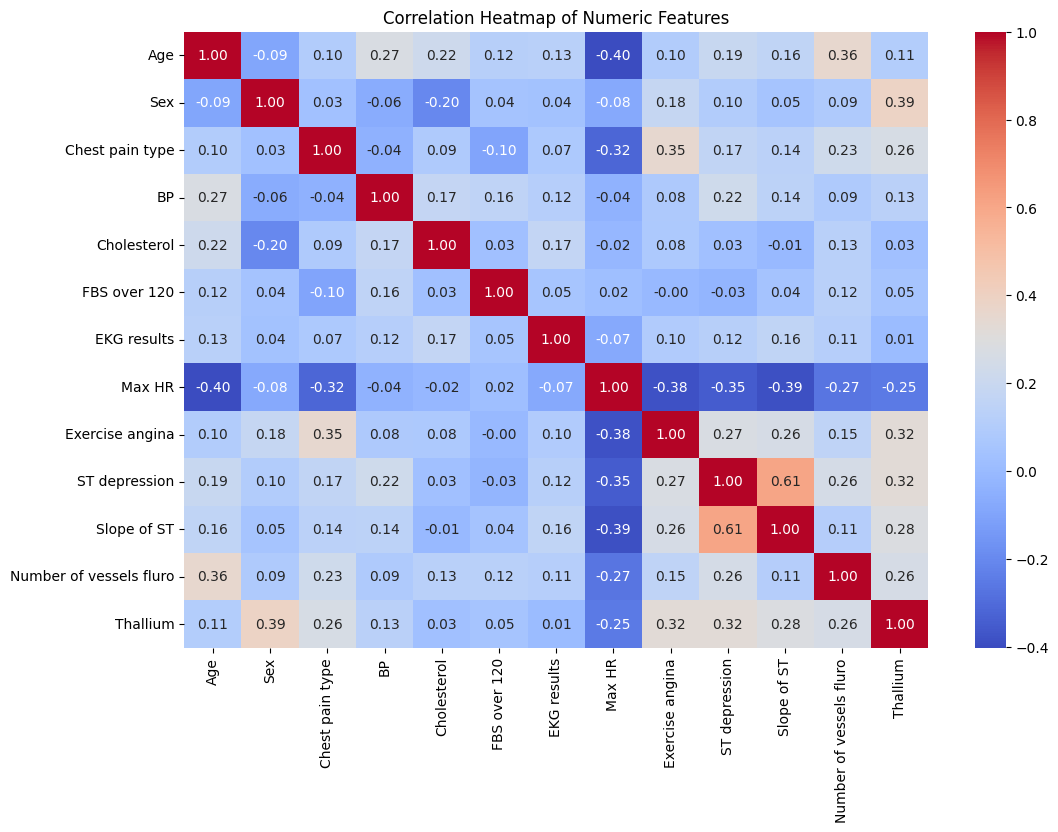 Correlation Heatmap of Numeric Features
Age 1.00 -0.09 0.10 0.27 0.22 0.12 0.13 -0.40 0.10 0.19 0.16 0.36 0.11
Sex -0.09 1.00 0.03 -0.06 -0.20 0.04 0.04 -0.08 0.18 0.10 0.05 0.09 0.39
Chest pain type 0.10 0.03 1.00 -0.04 0.09 -0.10 0.07 -0.32 0.35 0.17 0.14 0.23 0.26
BP 0.27 -0.06 -0.04 1.00 0.17 0.16 0.12 -0.04 0.08 0.22 0.14 0.09 0.13
Cholesterol 0.22 -0.20 0.09 0.17 1.00 0.03 0.17 -0.02 0.08 0.03 -0.01 0.13 0.03
FBS over 120 0.12 0.04 -0.10 0.16 0.03 1.00 0.05 0.02 -0.00 -0.03 0.04 0.12 0.05
EKG results 0.13 0.04 0.07 0.12 0.17 0.05 1.00 -0.07 0.10 0.12 0.16 0.11 0.01
Max HR -0.40 -0.08 -0.32 -0.04 -0.02 0.02 -0.07 1.00 -0.38 -0.35 -0.39 -0.27 -0.25
Exercise angina 0.10 0.18 0.35 0.08 0.08 -0.00 0.10 -0.38 1.00 0.27 0.26 0.15 0.32
ST depression 0.19 0.10 0.17 0.22 0.03 -0.03 0.12 -0.35 0.27 1.00 0.61 0.26 0.32
Slope of ST 0.16 0.05 0.14 0.14 -0.01 0.04 0.16 -0.39 0.26 0.61 1.00 0.11 0.28
Number of vessels fluro 0.36 0.09 0.23 0.09 0.13 0.12 0.11 -0.27 0.15 0.26 0.11 1.00 0.26
Thallium 0.11 0.39 0.26 0.13 0.03 0.05 0.01 -0.25 0.32 0.32 0.28 0.26 1.00
Age
Sex
Chest pain type
BP
Cholesterol
FBS over 120
EKG results
Max HR
Exercise angina
ST depression
Slope of ST
Number of vessels fluro
Thallium
1.0
0.8
0.6
0.4
0.2
0.0
−0.2
−0.4